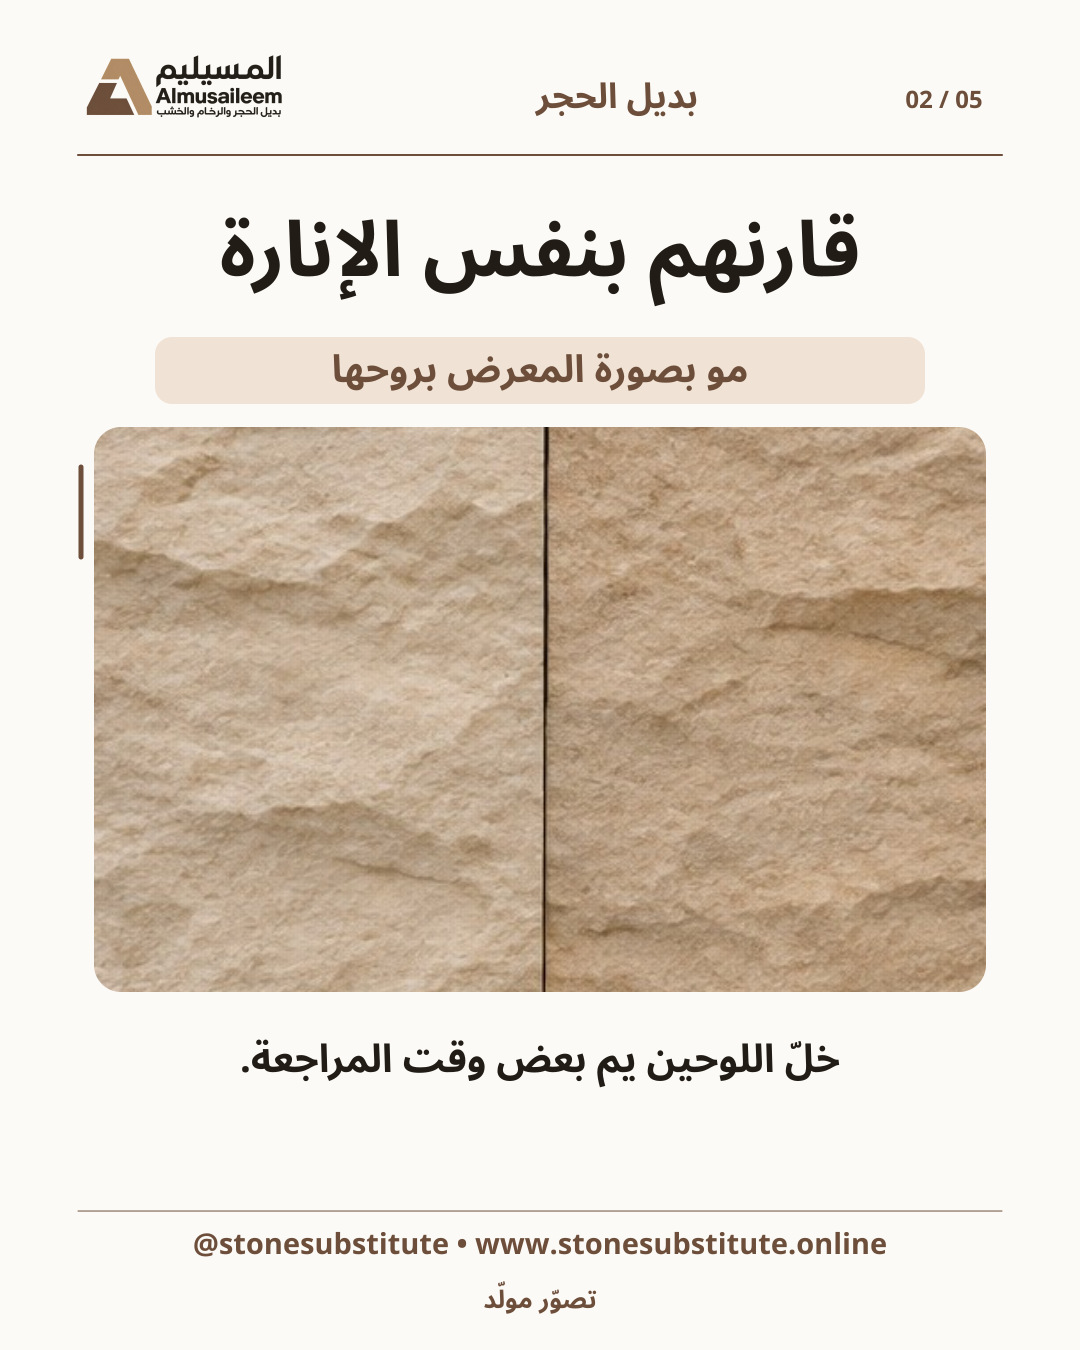 المسيليم
Almusaileem
بديل الحجر والرخام والخشب
بديل الحجر
02 / 05
قارنهم بنفس الإنارة
مو بصورة المعرض بروحها
خلّ اللوحين يم بعض وقت المراجعة.
@stonesubstitute • www.stonesubstitute.online
تصوّر مولّد